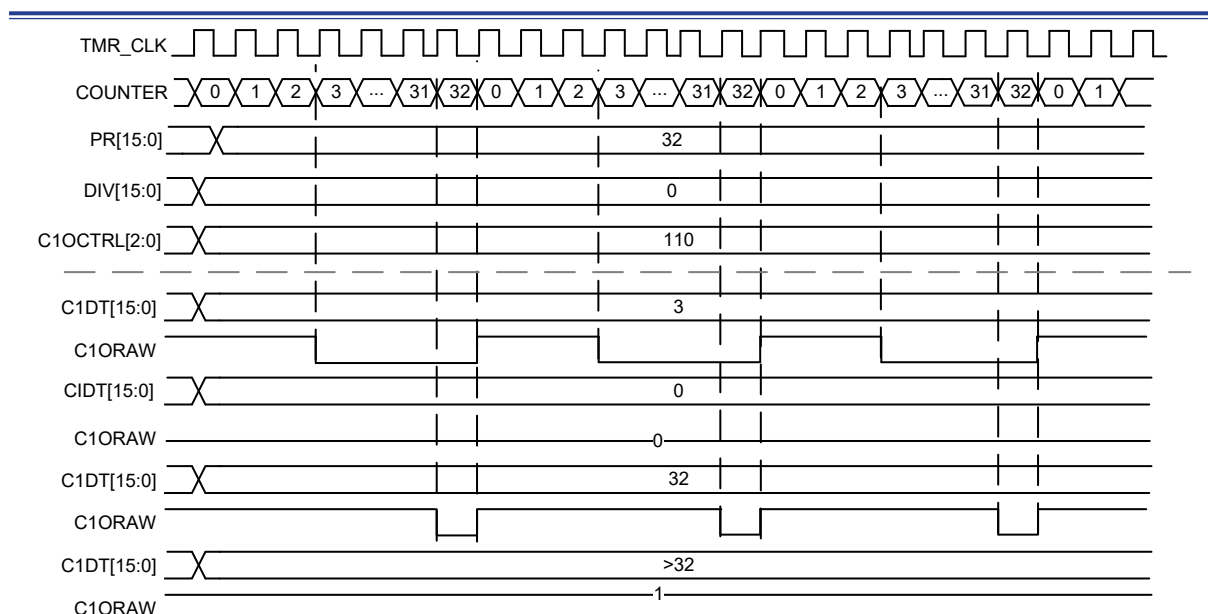 TMR_CLK
COUNTER 0 1 2 3 ... 31 32 0 1 2 3 ... 31 32 0 1 2 3 ... 31 32 0 1
PR[15:0] 32
DIV[15:0] 0
C1OCTRL[2:0] 110
C1DT[15:0] 3
C1ORAW
CIDT[15:0] 0
C1ORAW 0
C1DT[15:0] 32
C1ORAW
C1DT[15:0] >32
C1ORAW 1